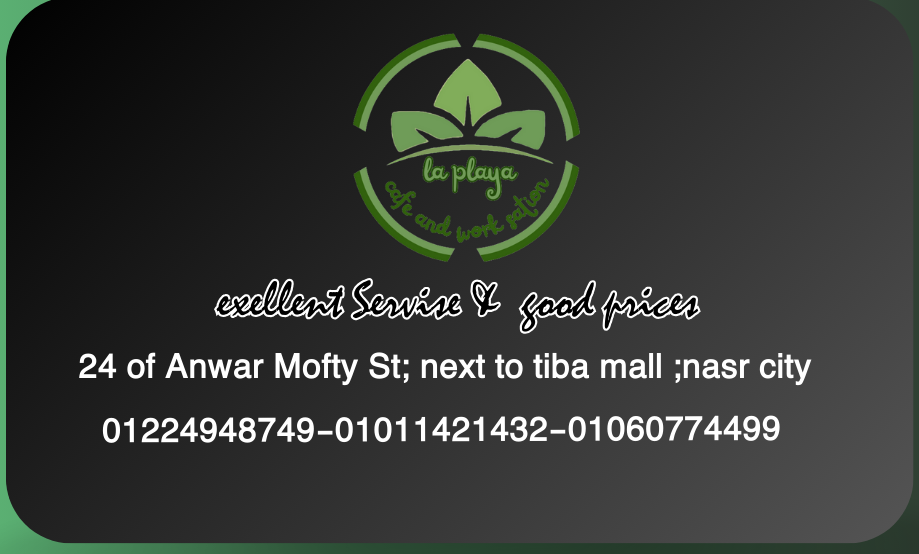 la playa
cafe and work sation
exellent Servise & good prices
24 of Anwar Mofty St; next to tiba mall ;nasr city
01224948749-01011421432-01060774499